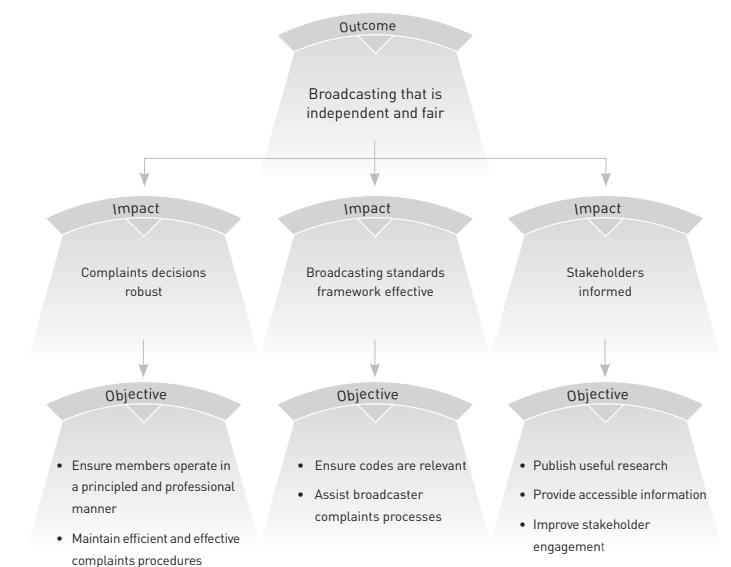 Outcome
Broadcasting that is
independent and fair
Impact
Complaints decisions
robust
Impact
Broadcasting standards
framework effective
Impact
Stakeholders
informed
Objective
• Ensure members operate in
a principled and professional
manner
• Maintain efficient and effective
complaints procedures
Objective
• Ensure codes are relevant
• Assist broadcaster
complaints processes
Objective
• Publish useful research
• Provide accessible information
• Improve stakeholder
engagement